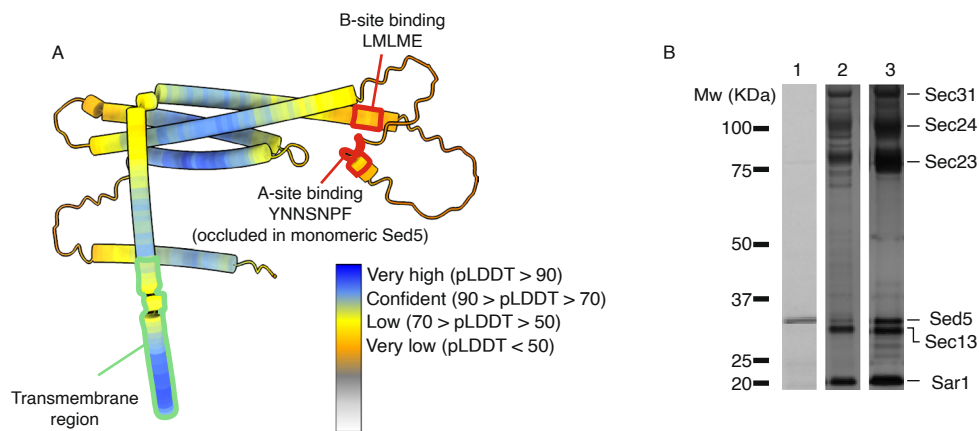 A
B-site binding
LMLME
A-site binding
YNNSNPF
(occluded in monomeric Sed5)
Very high (pLDDT > 90)
Confident (90 > pLDDT > 70)
Low (70 > pLDDT > 50)
Very low (pLDDT < 50)
Transmembrane
region
B
1 2 3
Mw (KDa)
100
75
50
37
25
20
Sec31
Sec24
Sec23
Sed5
Sec13
Sar1